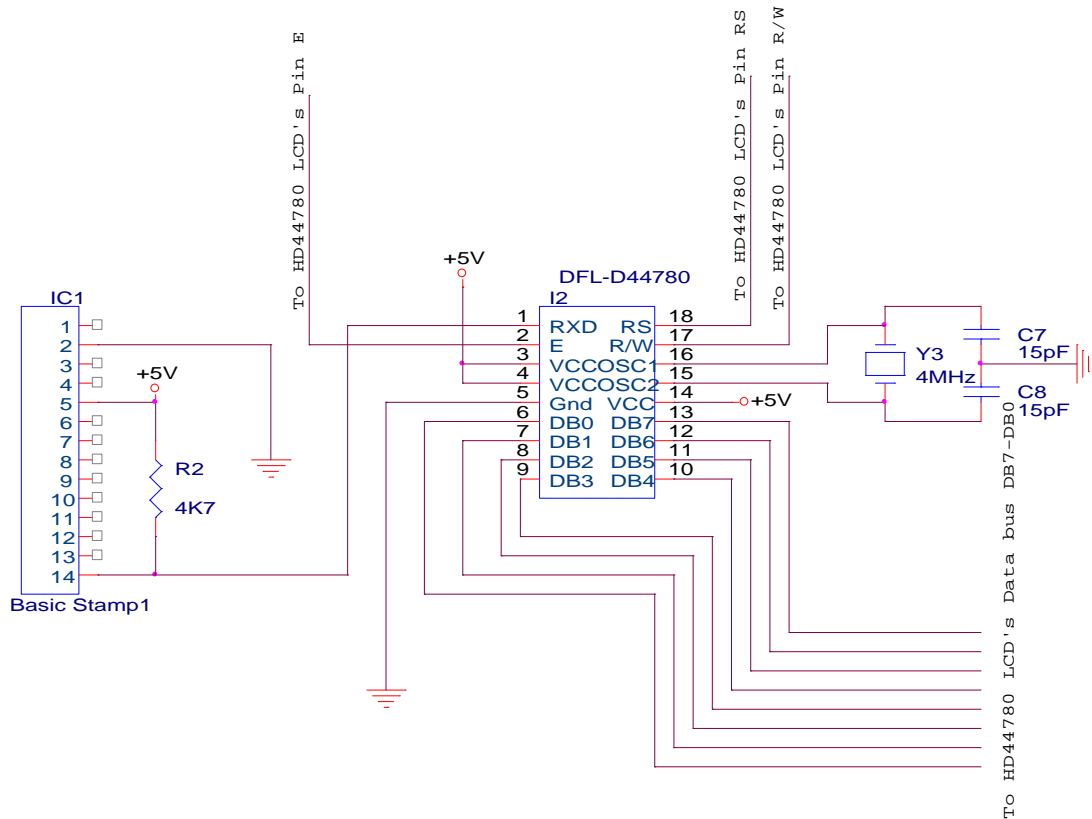 To HD44780 LCD's Pin E
To HD44780 LCD's Pin RS
To HD44780 LCD's Pin R/W
+5V
DFL-D44780
IC1
I2
1
2
3
4
5
6
7
8
9
10
11
12
13
14
Basic Stamp1
+5V
R2
4K7
1 RXD RS 18
2 E R/W 17
3 VCC OSC1 16
4 VCC OSC2 15
5 Gnd VCC 14
6 DB0 DB7 13
7 DB1 DB6 12
8 DB2 DB5 11
9 DB3 DB4 10
+5V
Y3
4MHz
C7
15pF
C8
15pF
To HD44780 LCD's Data bus DB7-DB0